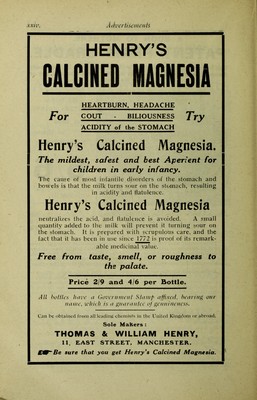 xxiv. Advertisements
HENRY'S
CALCINED MAGNESIA
HEARTBURN, HEADACHE
For GOUT - BILIOUSNESS Try
ACIDITY of the STOMACH
Henry's Calcined Magnesia.
The mildest, safest and best Aperient for
children in early infancy.
The cause of most infantile disorders of the stomach and
bowels is that the milk turns sour on the stomach, resulting
in acidity and flatulence.
Henry's Calcined Magnesia
neutralizes the acid, and flatulence is avoided. A small
quantity added to the milk will prevent it turning sour on
the stomach. It is prepared with scrupulous care, and the
fact that it has been in use since 1772 is proof of its remark-
able medicinal value.
Free from taste, smell, or roughness to
the palate.
Price 2/9 and 4/6 per Bottle.
All bottles have a Government Stamp affixed, bearing our
name, which is a guarantee of genuineness.
Can be obtained from all leading chemists in the United Kingdom or abroad.
Sole Makers:
THOMAS & WILLIAM HENRY,
11, EAST STREET, MANCHESTER.
Be sure that you get Henry's Calcined Magnesia.